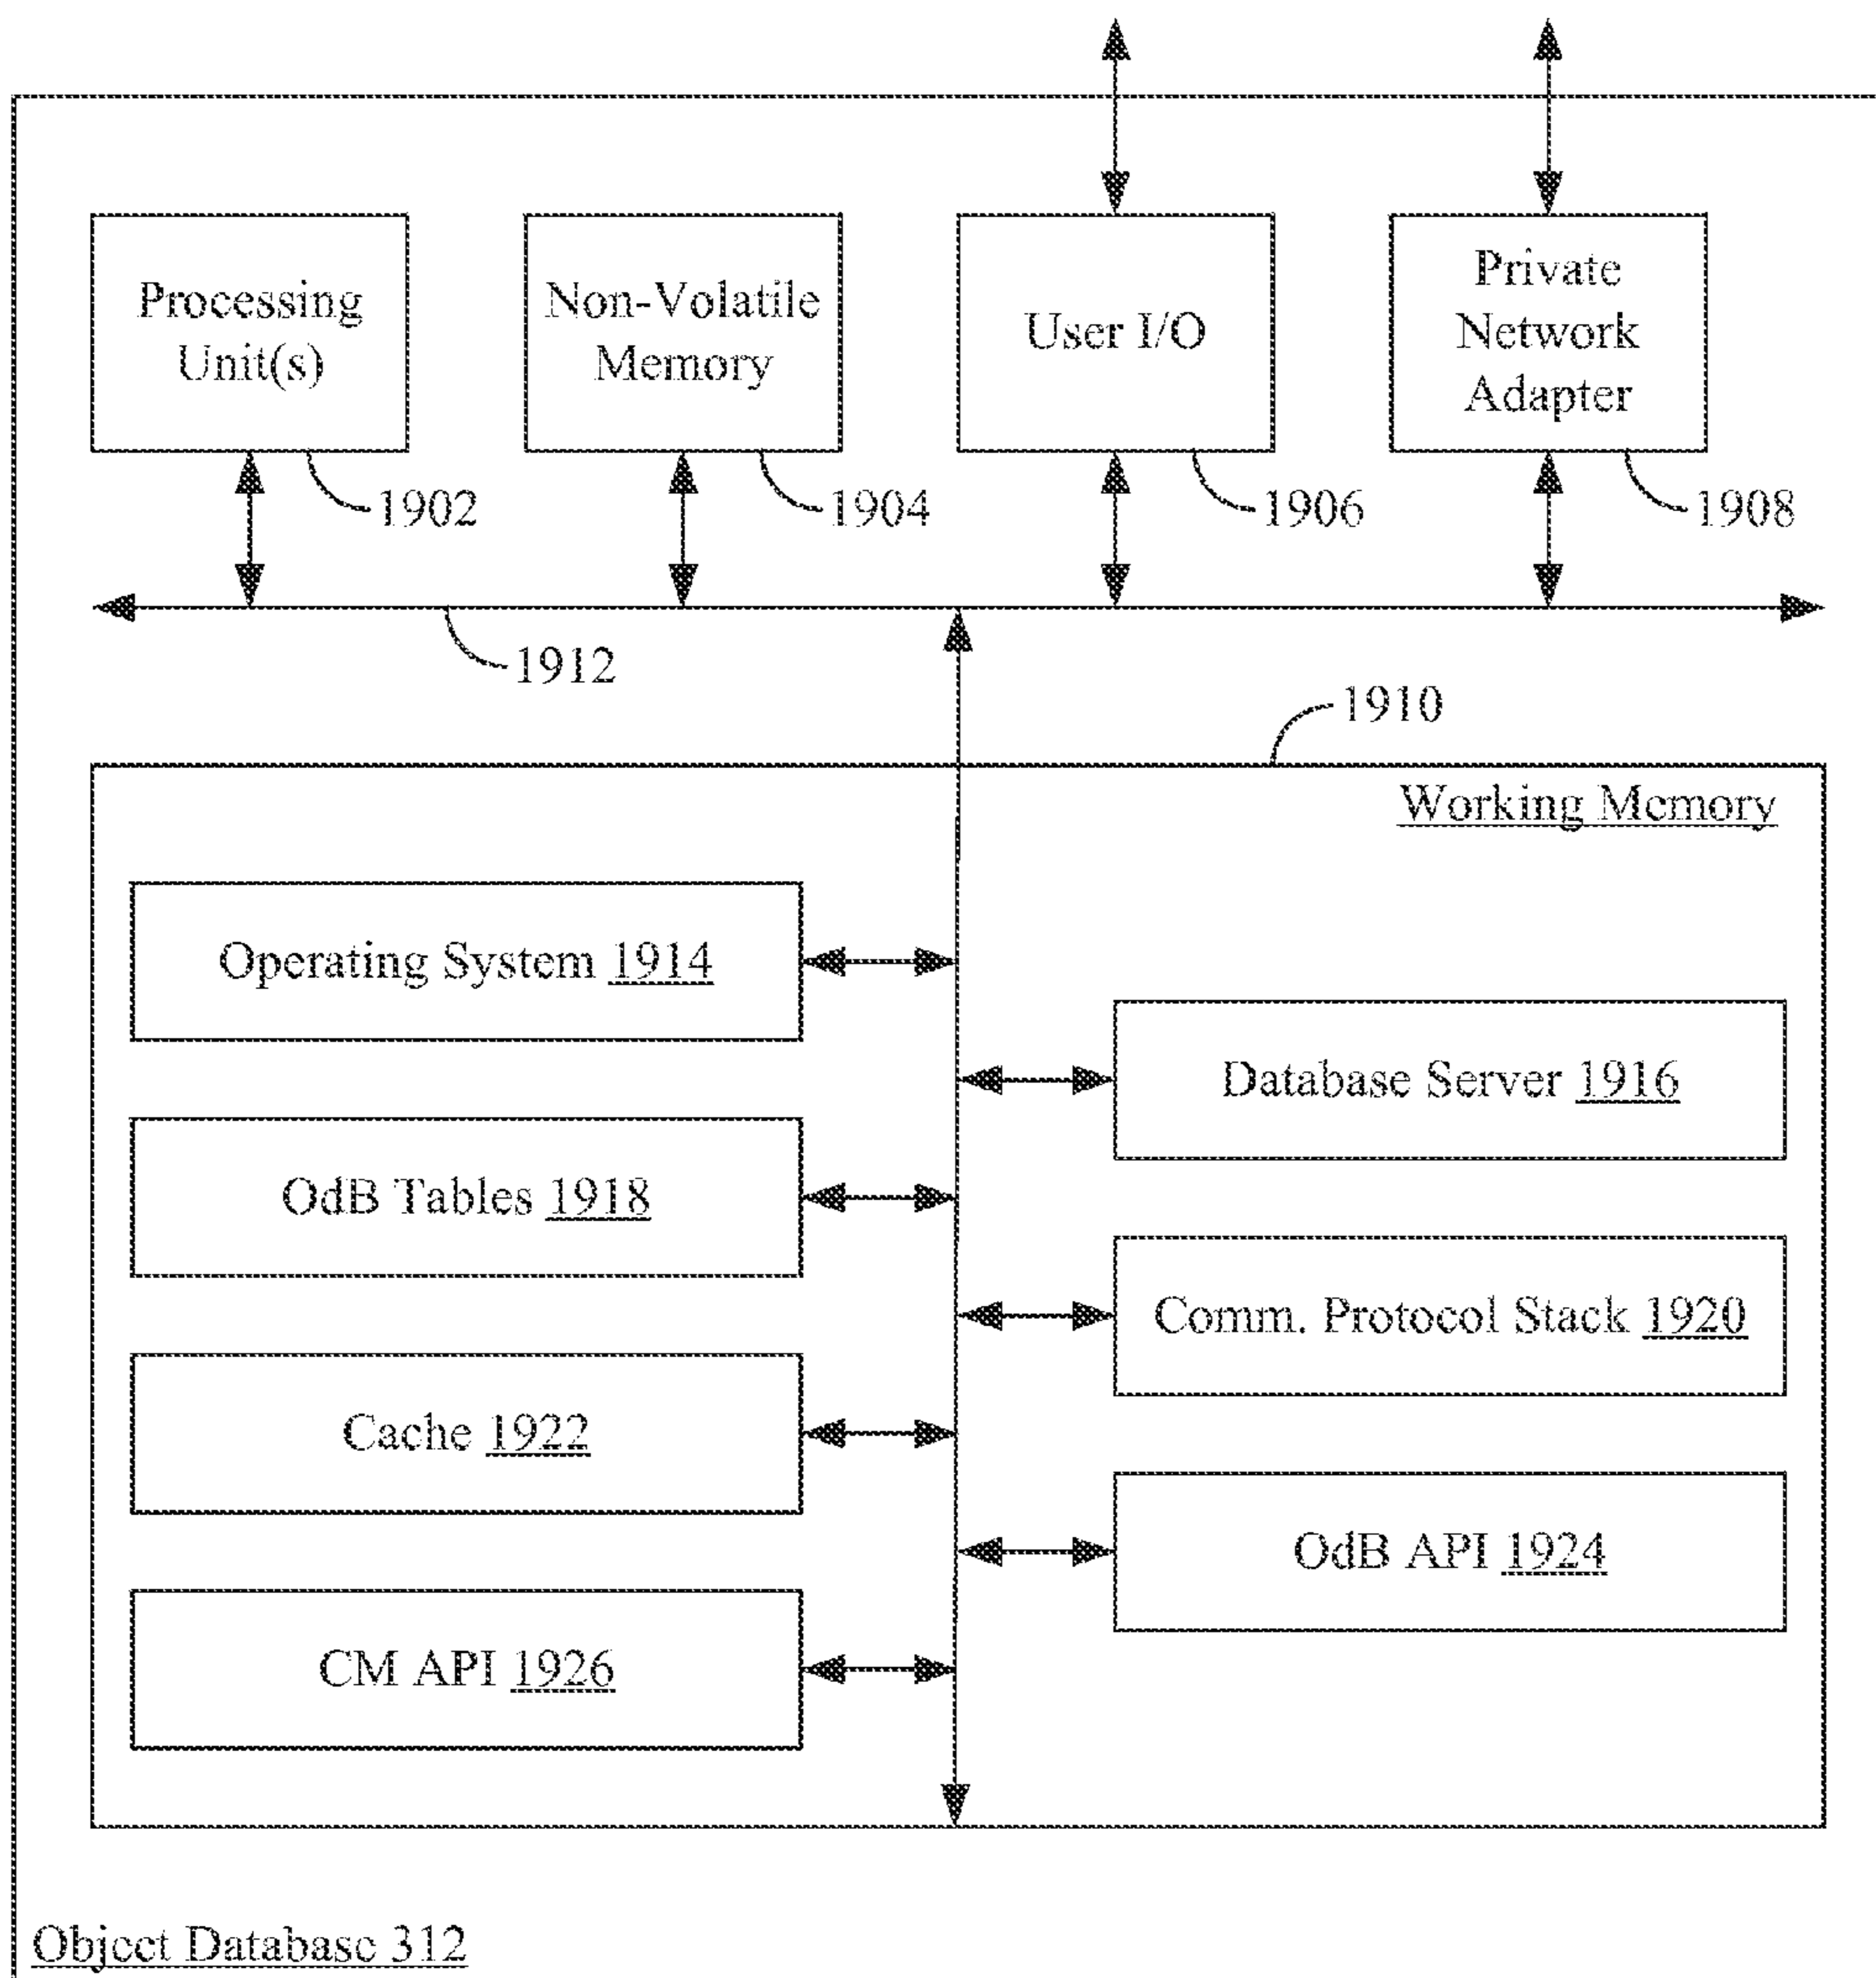 Processing
Unit(s)
Non-Volatile
Memory
User I/O
Private
Network
Adapter
1902
1904
1906
1908
1912
1910
Working Memory
Operating System 1914
Database Server 1916
OdB Tables 1918
Comm. Protocol Stack 1920
Cache 1922
OdB API 1924
CM API 1926
Object Database 312